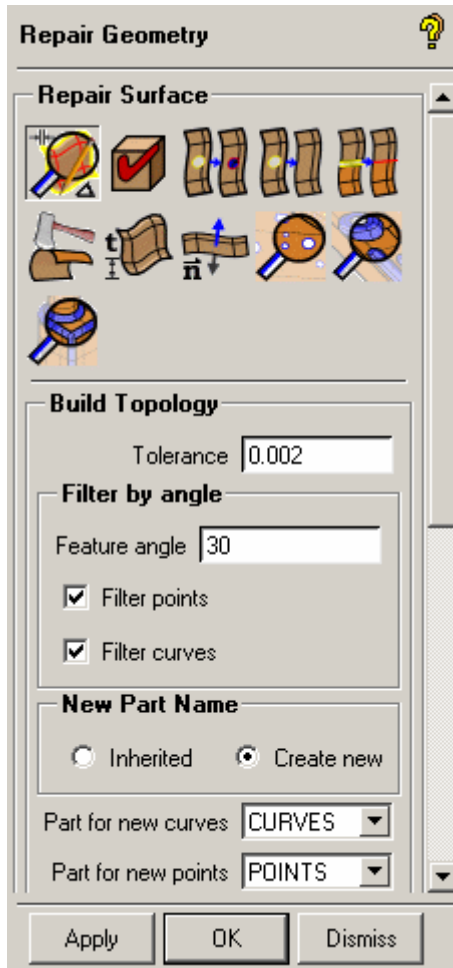 Repair Geometry
Repair Surface
t
n
Build Topology
Tolerance 0.002
Filter by angle
Feature angle 30
Filter points
Filter curves
New Part Name
Inherited Create new
Part for new curves CURVES
Part for new points POINTS
Apply OK Dismiss